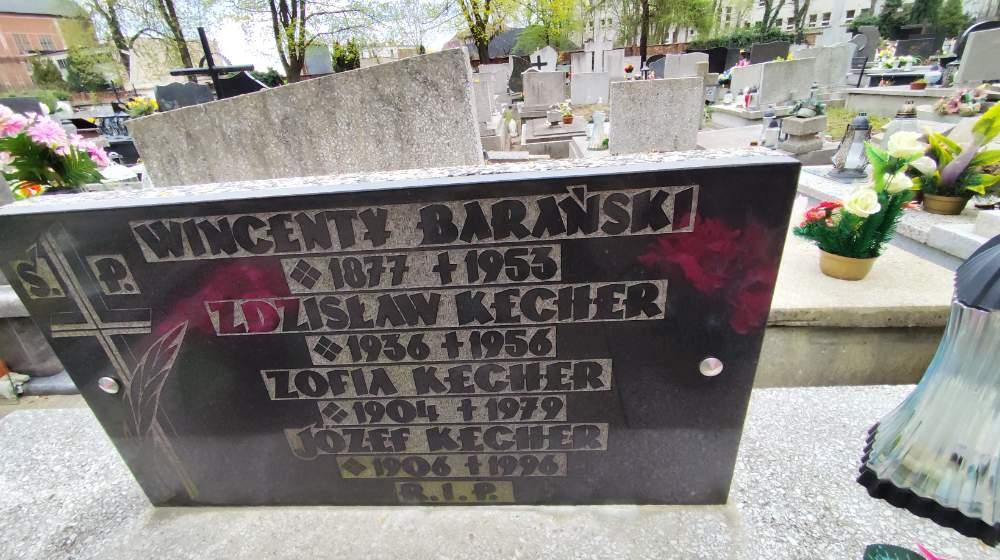 Ś. P.
WINCENTY BARAŃSKI
❖ 1877 ✝ 1953
ZDZISŁAW KECHER
❖ 1936 ✝ 1956
ZOFIA KECHER
❖ 1904 ✝ 1979
JÓZEF KECHER
❖ 1906 ✝ 1996
R.I.P.